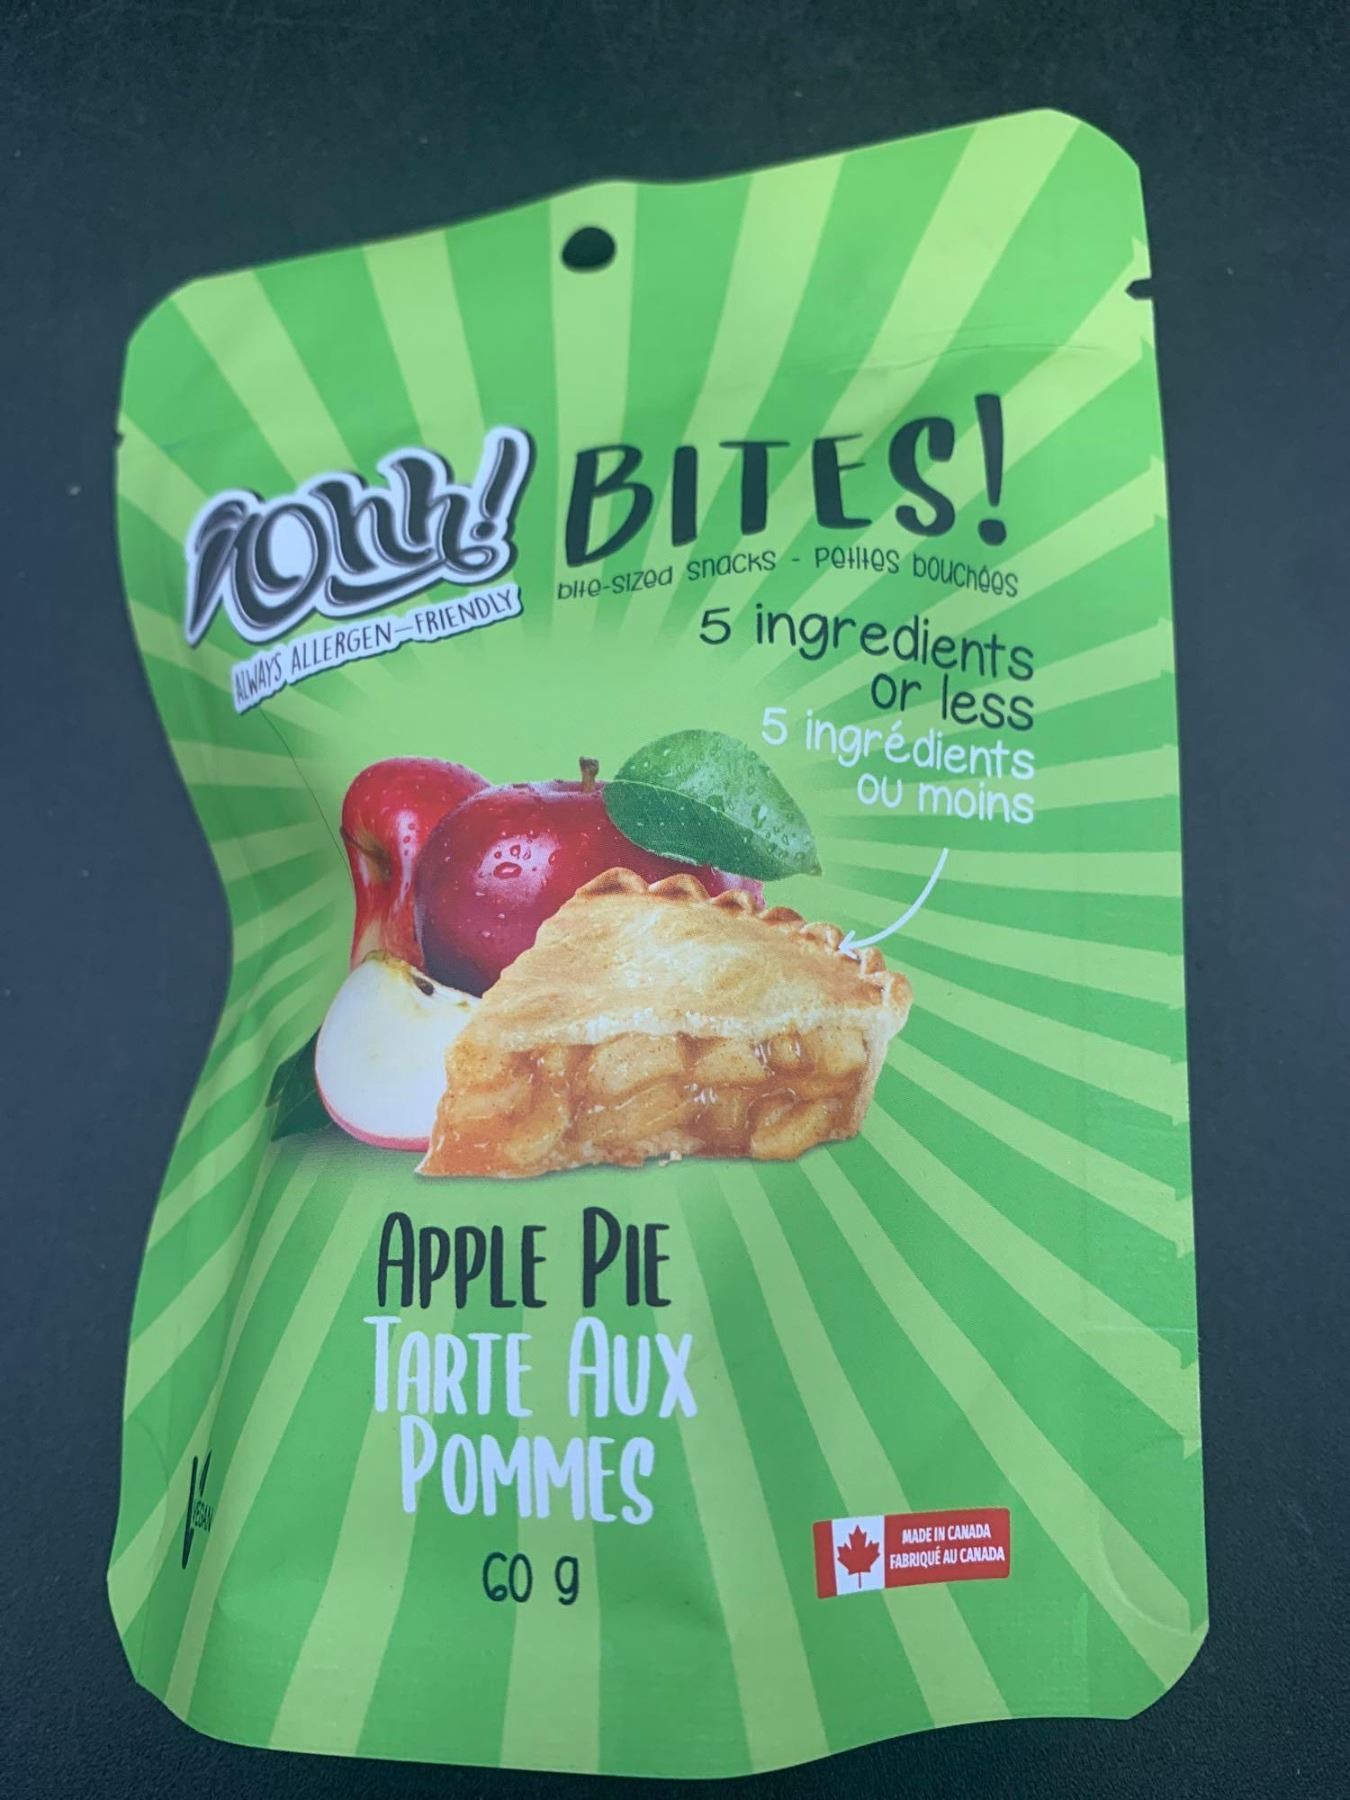 Ohh! BITES!
ALWAYS ALLERGEN-FRIENDLY
bite-sized snacks - petites bouchées
5 ingredients
or less
5 ingrédients
ou moins
APPLE PIE
TARTE AUX
POMMES
VEGAN
60 g
MADE IN CANADA
FABRIQUÉ AU CANADA